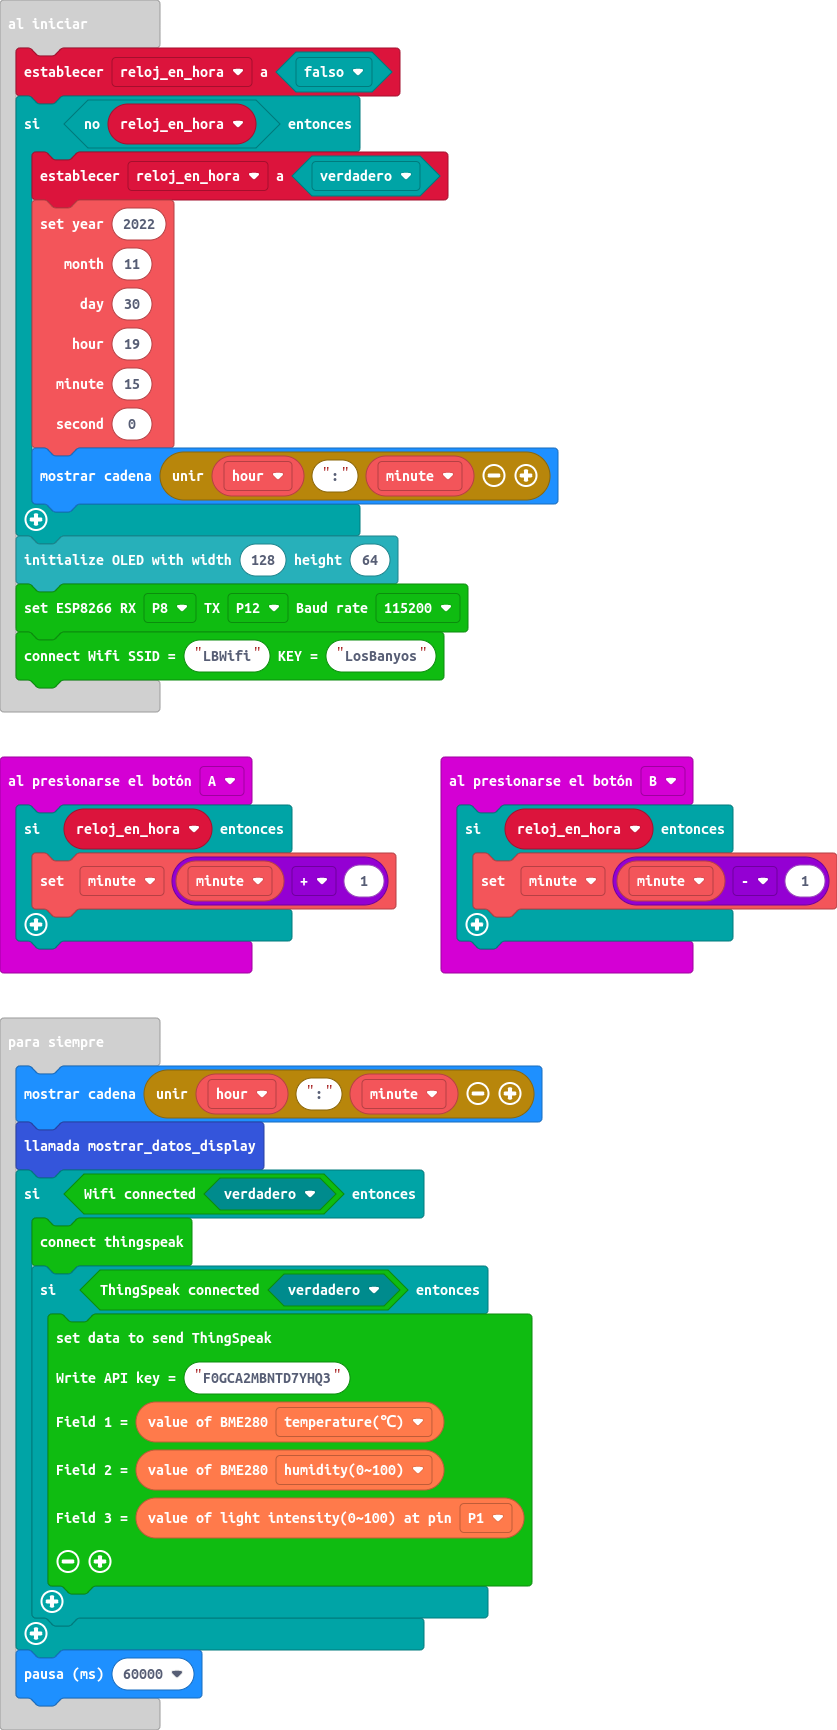 al iniciar
establecer reloj_en_hora a falso
si no reloj_en_hora entonces
establecer reloj_en_hora a verdadero
set year 2022
month 11
day 30
hour 19
minute 15
second 0
mostrar cadena unir hour ":" minute
initialize OLED with width 128 height 64
set ESP8266 RX P8 TX P12 Baud rate 115200
connect Wifi SSID = "LBWifi" KEY = "LosBanyos"
al presionarse el botón A
si reloj_en_hora entonces
set minute minute + 1
al presionarse el botón B
si reloj_en_hora entonces
set minute minute - 1
para siempre
mostrar cadena unir hour ":" minute
llamada mostrar_datos_display
si Wifi connected verdadero entonces
connect thingspeak
si ThingSpeak connected verdadero entonces
set data to send ThingSpeak
Write API key = "F0GCA2MBNTD7YHQ3"
Field 1 = value of BME280 temperature(℃)
Field 2 = value of BME280 humidity(0~100)
Field 3 = value of light intensity(0~100) at pin P1
pausa (ms) 60000